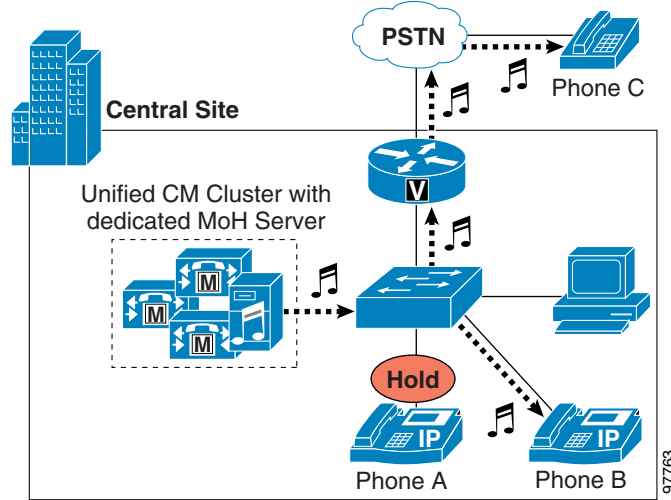 PSTN
Phone C
Central Site
V
Unified CM Cluster with
dedicated MoH Server
M
M
M
Hold
IP
IP
Phone A
Phone B
97763